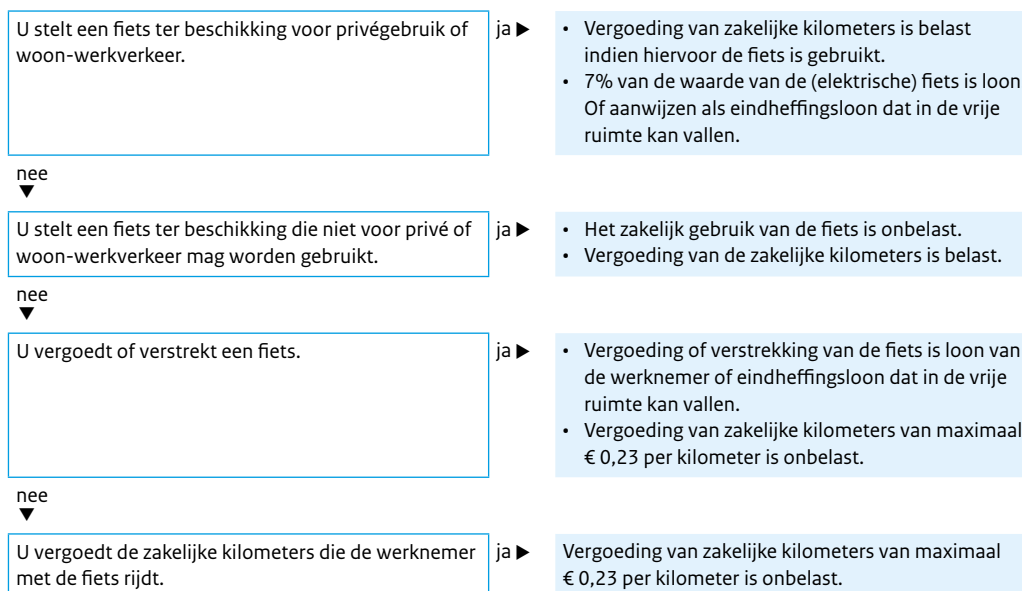 U stelt een fiets ter beschikking voor privégebruik of
woon-werkverkeer.
ja ▶
• Vergoeding van zakelijke kilometers is belast
indien hiervoor de fiets is gebruikt.
• 7% van de waarde van de (elektrische) fiets is loon
Of aanwijzen als eindheffingsloon dat in de vrije
ruimte kan vallen.
nee
▼
U stelt een fiets ter beschikking die niet voor privé of
woon-werkverkeer mag worden gebruikt.
ja ▶
• Het zakelijk gebruik van de fiets is onbelast.
• Vergoeding van de zakelijke kilometers is belast.
nee
▼
U vergoedt of verstrekt een fiets.
ja ▶
• Vergoeding of verstrekking van de fiets is loon van
de werknemer of eindheffingsloon dat in de vrije
ruimte kan vallen.
• Vergoeding van zakelijke kilometers van maximaal
€ 0,23 per kilometer is onbelast.
nee
▼
U vergoedt de zakelijke kilometers die de werknemer
met de fiets rijdt.
ja ▶
Vergoeding van zakelijke kilometers van maximaal
€ 0,23 per kilometer is onbelast.